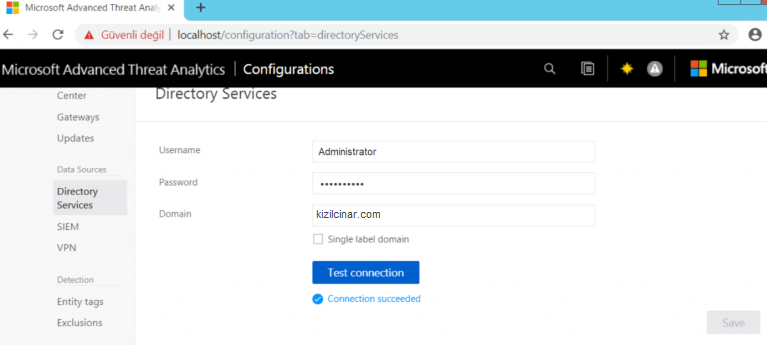 Microsoft Advanced Threat Analy
Güvenli değil | localhost/configuration?tab=directoryServices
Microsoft Advanced Threat Analytics | Configurations
Microsoft
Center
Directory Services
Gateways
Updates
Data Sources
Directory
Services
SIEM
VPN
Detection
Entity tags
Exclusions
Username
Administrator
Password
••••••••••
Domain
kizilcinar.com
Single label domain
Test connection
Connection succeeded
Save